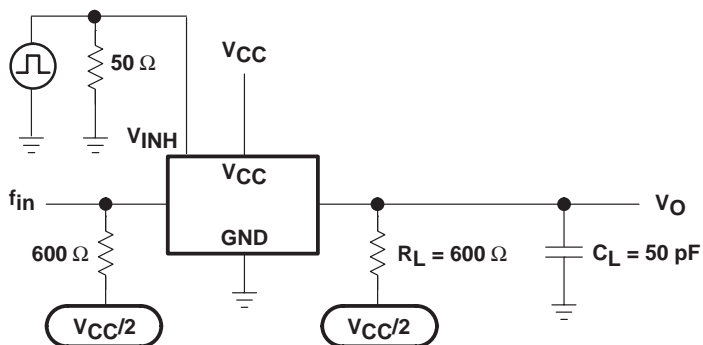 50 Ω
VCC
VINH
VCC
fin
VO
GND
600 Ω
RL = 600 Ω
CL = 50 pF
VCC/2
VCC/2